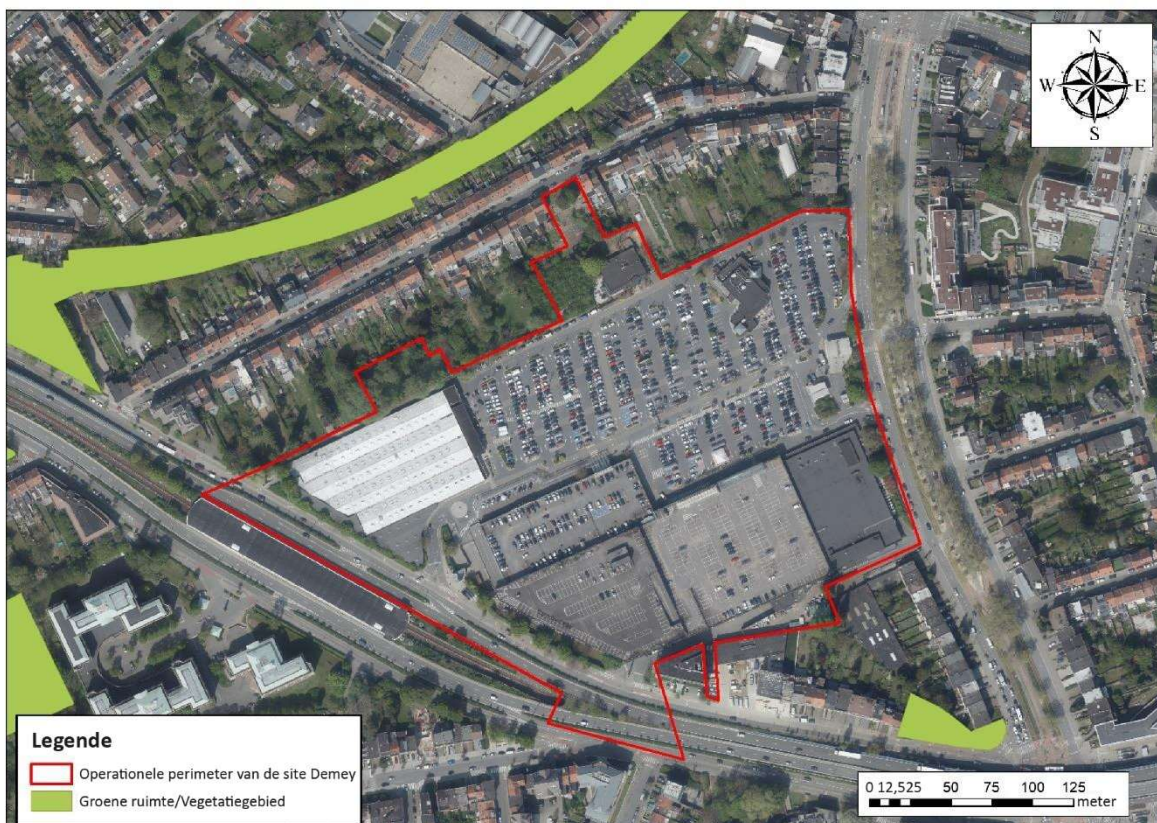 N
W E
S
Legende
Operationele perimeter van de site Demey
Groene ruimte/Vegetatiegebied
0 12,525 50 75 100 125
meter